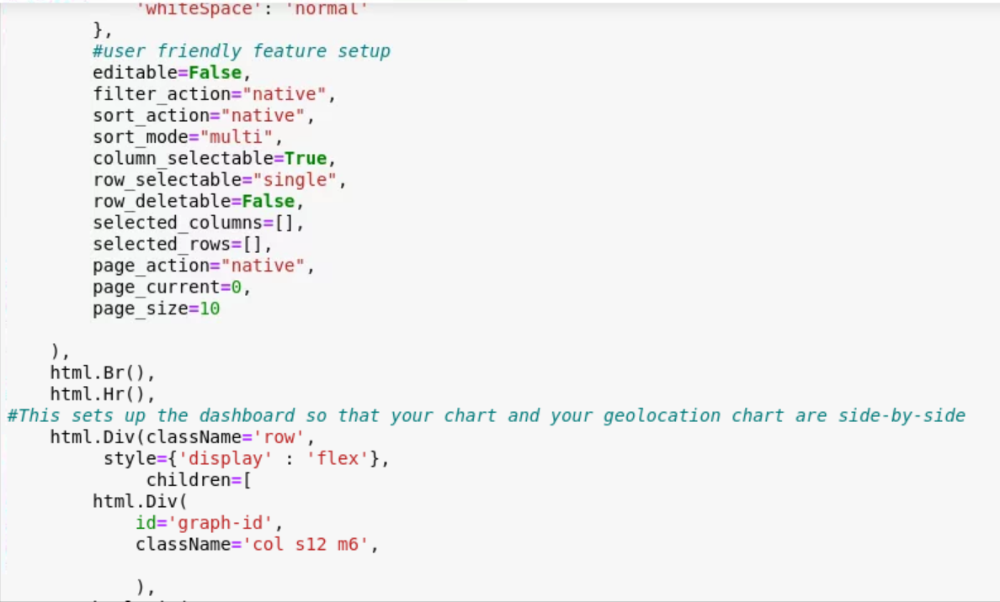 'whiteSpace': 'normal'
},
#user friendly feature setup
editable=False,
filter_action="native",
sort_action="native",
sort_mode="multi",
column_selectable=True,
row_selectable="single",
row_deletable=False,
selected_columns=[],
selected_rows=[],
page_action="native",
page_current=0,
page_size=10
),
html.Br(),
html.Hr(),
#This sets up the dashboard so that your chart and your geolocation chart are side-by-side
html.Div(className='row',
style={'display' : 'flex'},
children=[
html.Div(
id='graph-id',
className='col s12 m6',
),